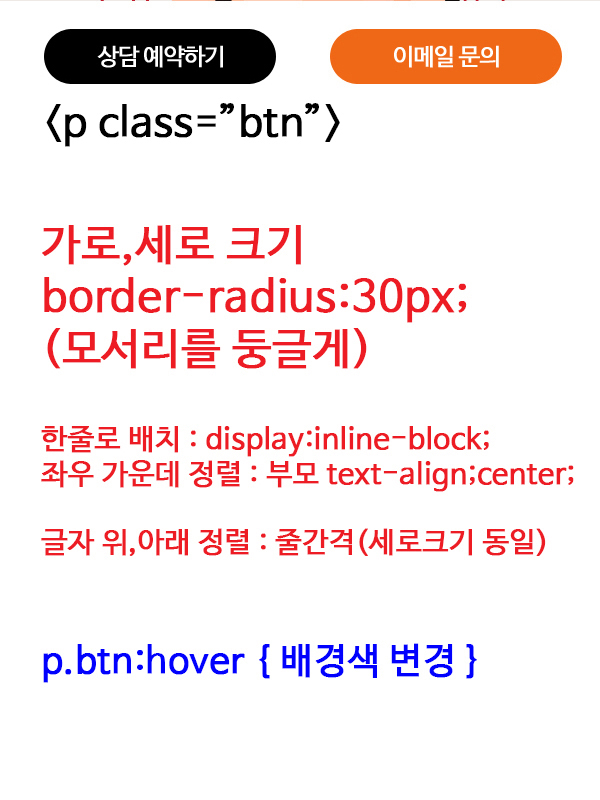 상담 예약하기
이메일 문의
<p class=”btn”>
가로,세로 크기
border-radius:30px;
(모서리를 둥글게)
한줄로 배치 : display:inline-block;
좌우 가운데 정렬 : 부모 text-align;center;
글자 위,아래 정렬 : 줄간격(세로크기 동일)
p.btn:hover { 배경색 변경 }